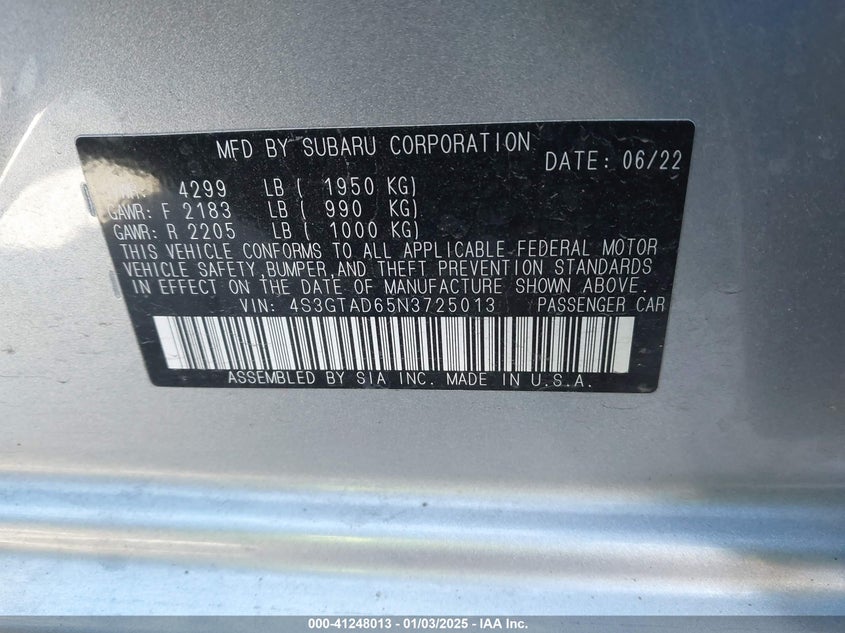 MFD BY SUBARU CORPORATION
DATE: 06/22
4299 LB ( 1950 KG)
GAWR: F 2183 LB ( 990 KG)
GAWR: R 2205 LB ( 1000 KG)
THIS VEHICLE CONFORMS TO ALL APPLICABLE FEDERAL MOTOR
VEHICLE SAFETY,BUMPER,AND THEFT PREVENTION STANDARDS
IN EFFECT ON THE DATE OF MANUFACTURE SHOWN ABOVE.
VIN: 4S3GTAD65N3725013 PASSENGER CAR
ASSEMBLED BY SIA INC. MADE IN U.S.A.
000-41248013 - 01/03/2025 - IAA Inc.